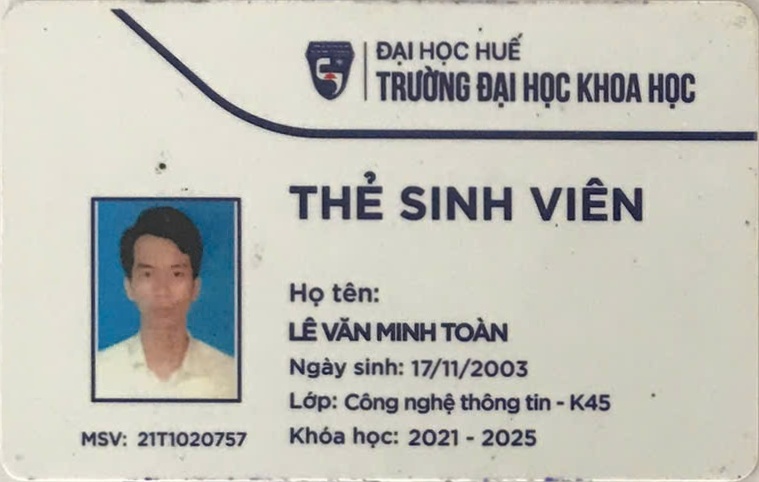 ĐẠI HỌC HUẾ
TRƯỜNG ĐẠI HỌC KHOA HỌC
THẺ SINH VIÊN
Họ tên:
LÊ VĂN MINH TOÀN
Ngày sinh: 17/11/2003
Lớp: Công nghệ thông tin - K45
Khóa học: 2021 - 2025
MSV: 21T1020757